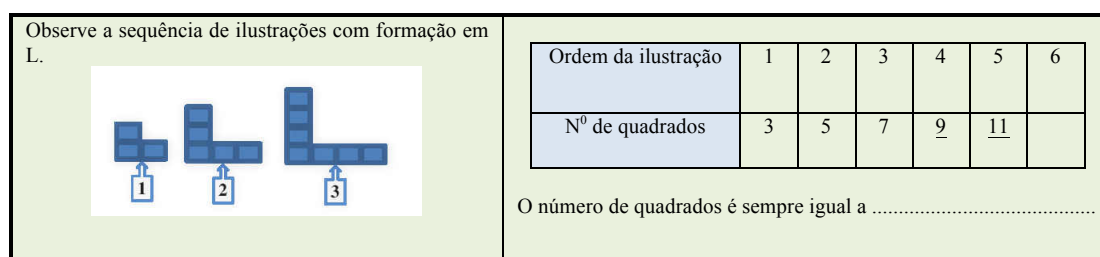 Observe a sequência de ilustrações com formação em
L.
1 2 3
Ordem da ilustração 1 2 3 4 5 6
N⁰ de quadrados 3 5 7 9 11
O número de quadrados é sempre igual a ..........................................